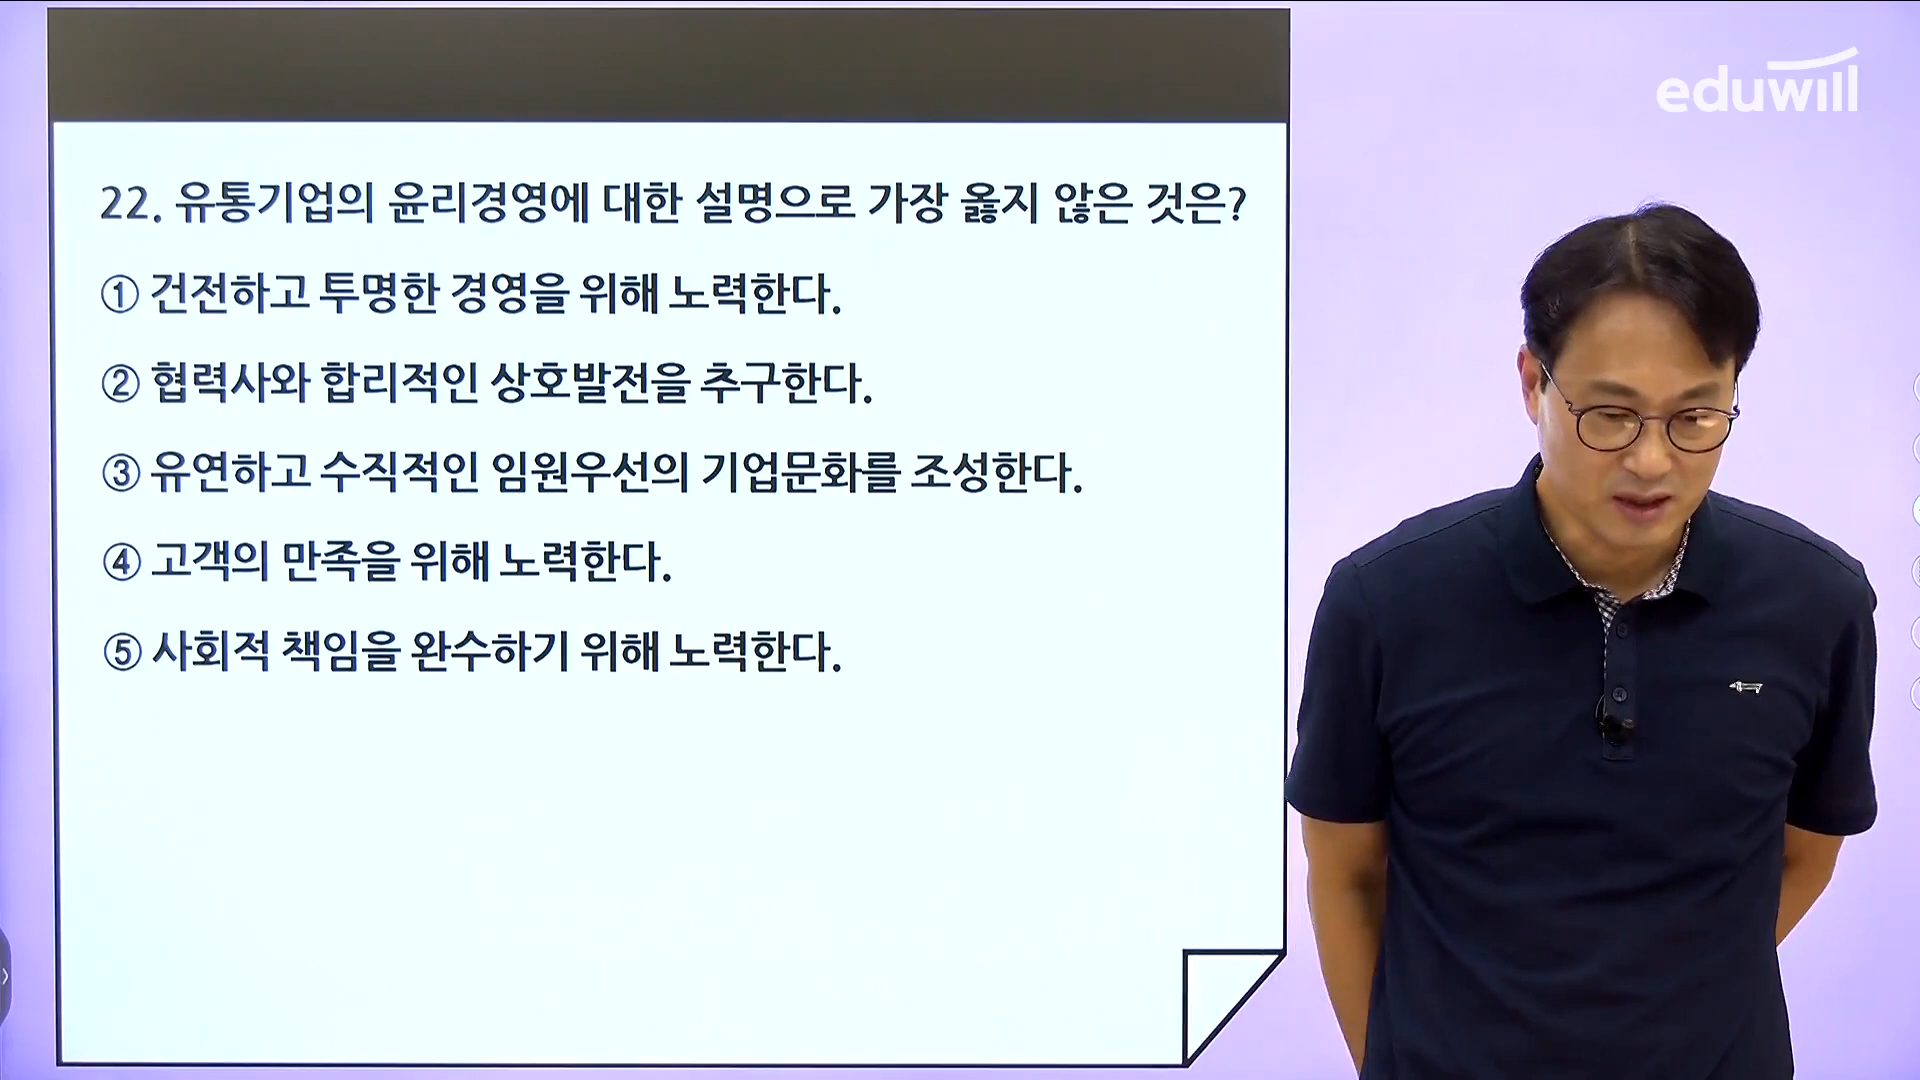 eduwill
22. 유통기업의 윤리경영에 대한 설명으로 가장 옳지 않은 것은?
① 건전하고 투명한 경영을 위해 노력한다.
② 협력사와 합리적인 상호발전을 추구한다.
③ 유연하고 수직적인 임원우선의 기업문화를 조성한다.
④ 고객의 만족을 위해 노력한다.
⑤ 사회적 책임을 완수하기 위해 노력한다.